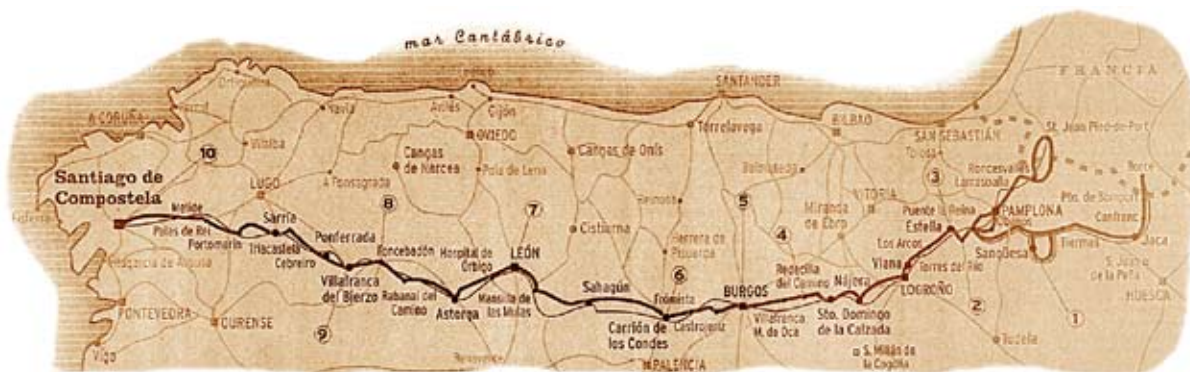 mar Cantábrico
SANTANDER
FRANCIA
A CORUÑA
Navia
Avilés
Gijón
OVIEDO
Torrelavega
BILBAO
SAN SEBASTIÁN
Tolosa
St. Jean Pied-de-Port
10
Villalba
Cangas
de Narcea
Pola de Lena
Cangas de Onís
Balmaseda
3
Roncesvalles
Larrasoaña
Borce
Santiago de
Compostela
LUGO
A Fonsagrada
8
7
Reinosa
5
Miranda
de Ebro
VITORIA
Puente la Reina
PAMPLONA
Pto. de Somport
Canfranc
Fisterra
Melide
Palas de Rei
Portomarín
Sarria
Triacastela
Cebreiro
Ponferrada
Foncebadón
Hospital de
Órbigo
LEÓN
Cistierna
Herrera de
Pisuerga
4
Estella
Los Arcos
Sangüesa
Tiermas
Jaca
Villafranca
del Bierzo
Rabanal del
Camino
Astorga
Mansilla de
las Mulas
Sahagún
6
Frómista
BURGOS
Redecilla
del Camino
Nájera
Viana
Torres del Río
LOGROÑO
S. Juan
de la Peña
HUESCA
PONTEVEDRA
OURENSE
9
Carrión de
los Condes
Castrojeriz
Villafranca
M. de Oca
Sto. Domingo
de la Calzada
2
1
Vigo
Benavente
PALENCIA
S. Millán de
la Cogolla
Tudela